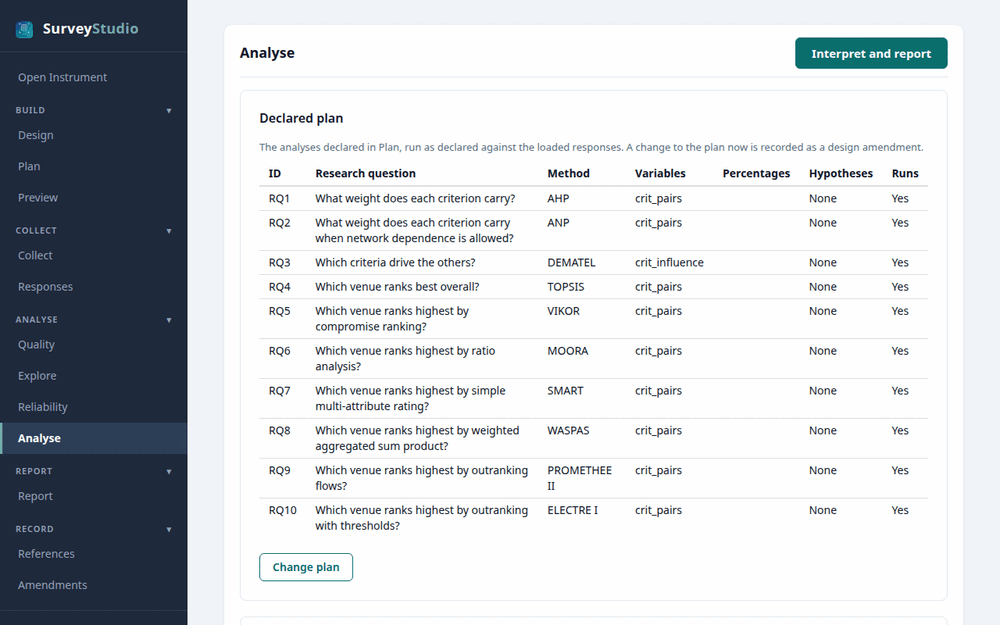 SurveyStudio
Open Instrument
BUILD ▼
Design
Plan
Preview
COLLECT ▼
Collect
Responses
ANALYSE ▼
Quality
Explore
Reliability
Analyse
REPORT ▼
Report
RECORD ▼
References
Amendments
Analyse
Interpret and report
Declared plan
The analyses declared in Plan, run as declared against the loaded responses. A change to the plan now is recorded as a design amendment.
ID Research question Method Variables Percentages Hypotheses Runs
RQ1 What weight does each criterion carry? AHP crit_pairs None Yes
RQ2 What weight does each criterion carry ANP crit_pairs None Yes
when network dependence is allowed?
RQ3 Which criteria drive the others? DEMATEL crit_influence None Yes
RQ4 Which venue ranks best overall? TOPSIS crit_pairs None Yes
RQ5 Which venue ranks highest by VIKOR crit_pairs None Yes
compromise ranking?
RQ6 Which venue ranks highest by ratio MOORA crit_pairs None Yes
analysis?
RQ7 Which venue ranks highest by simple SMART crit_pairs None Yes
multi-attribute rating?
RQ8 Which venue ranks highest by weighted WASPAS crit_pairs None Yes
aggregated sum product?
RQ9 Which venue ranks highest by outranking PROMETHEE crit_pairs None Yes
flows? II
RQ10 Which venue ranks highest by outranking ELECTRE I crit_pairs None Yes
with thresholds?
Change plan